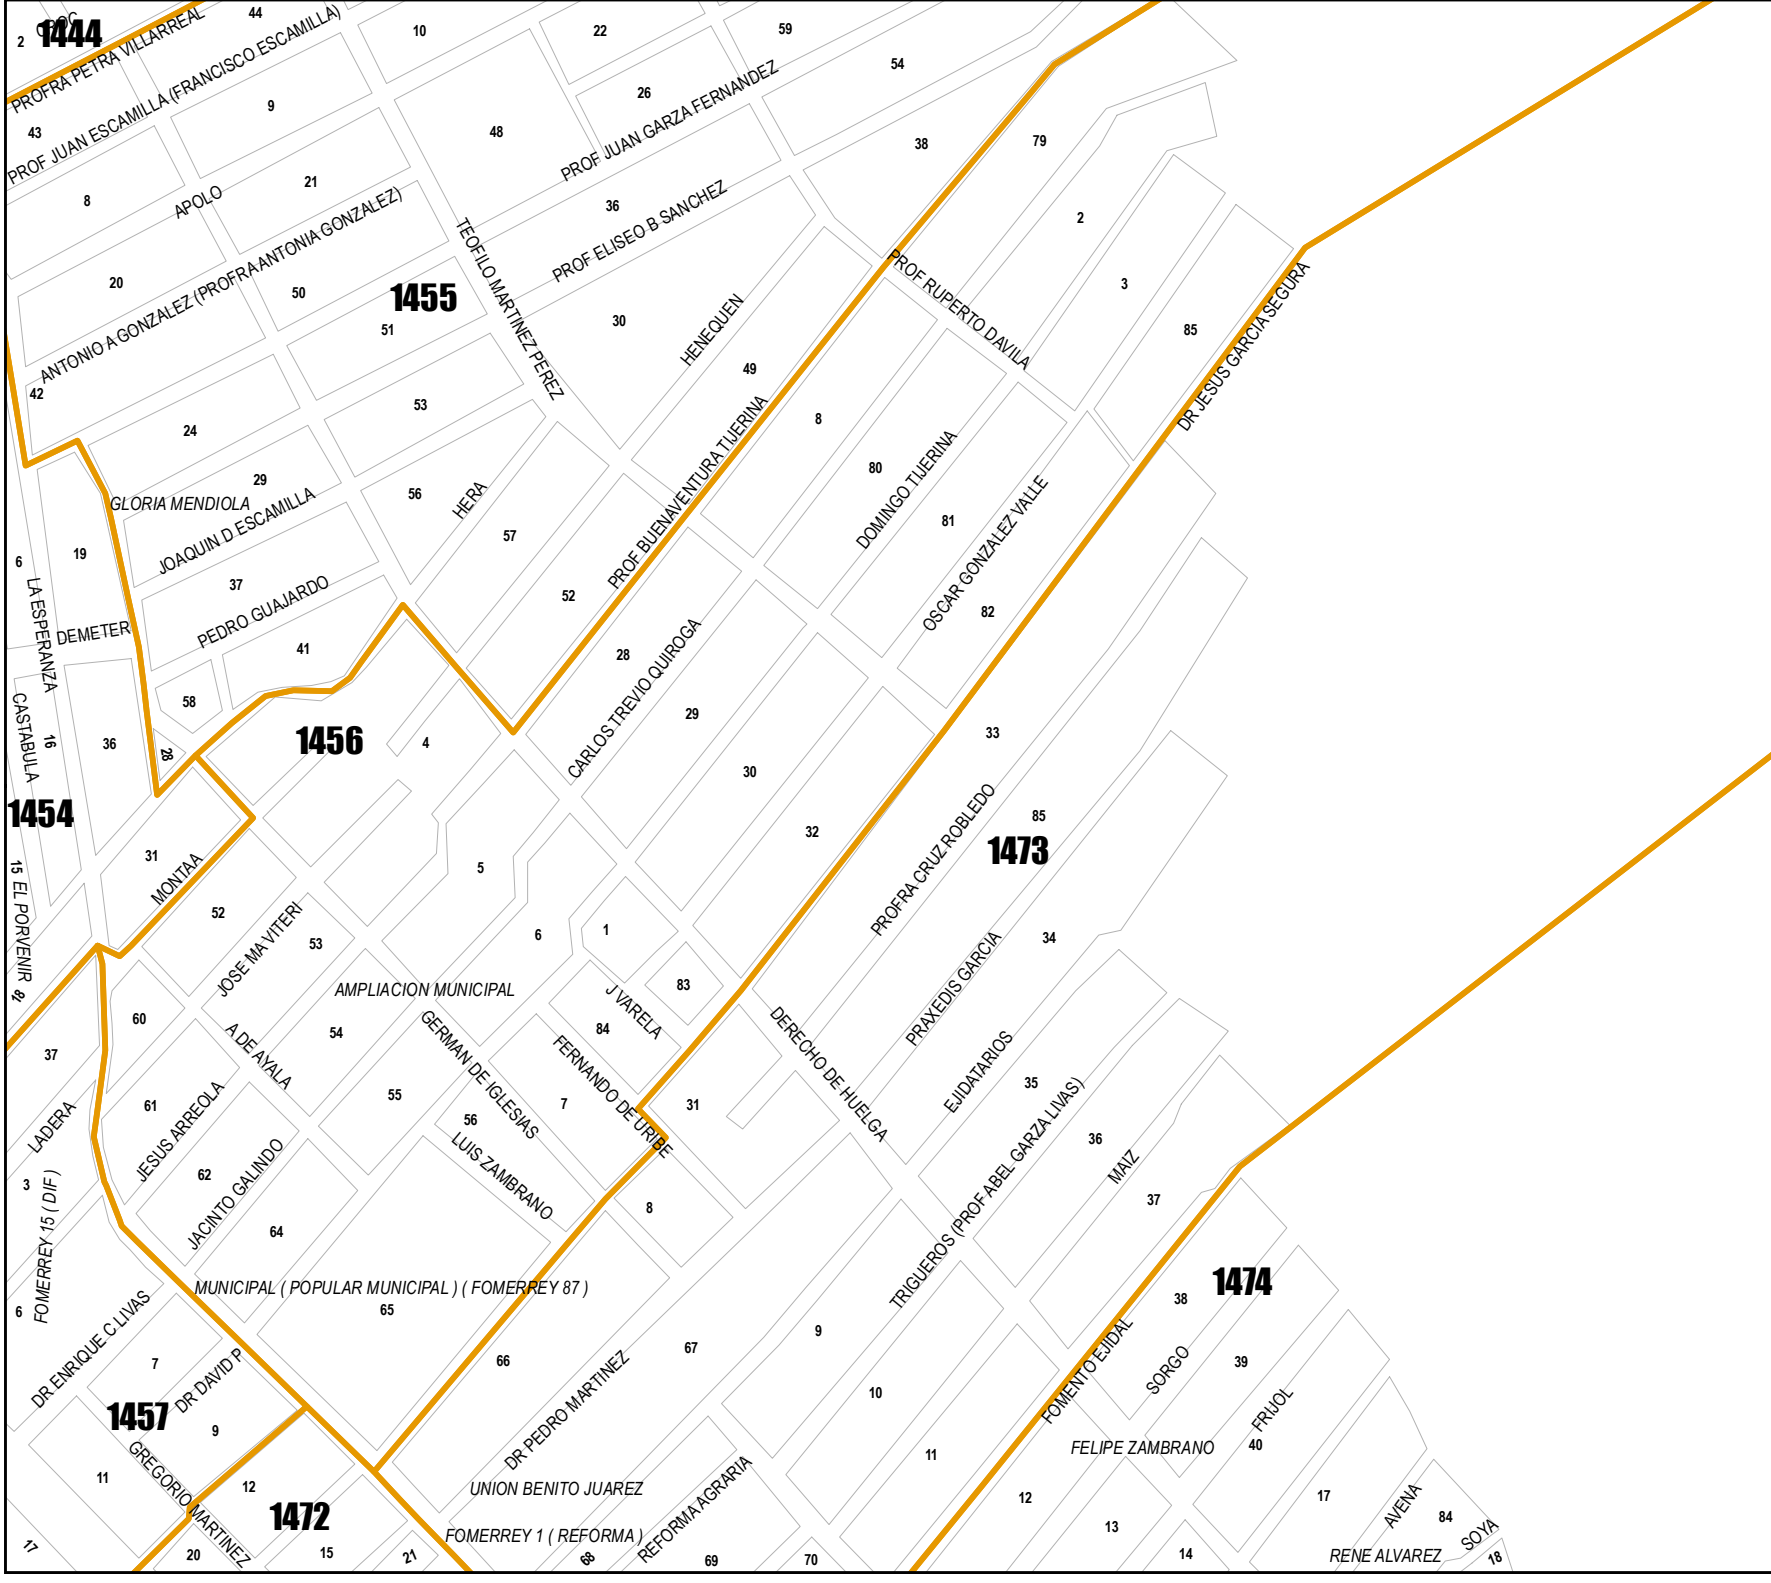 CROC
44
2
1444
PROFRA PETRA VILLARREAL
10
22
59
54
PROF JUAN ESCAMILLA (FRANCISCO ESCAMILLA)
9
26
43
48
PROF JUAN GARZA FERNANDEZ
38
79
8
APOLO
21
36
2
PROF ELISEO B SANCHEZ
TEOFILO MARTINEZ PEREZ
ANTONIO A GONZALEZ (PROFRA ANTONIA GONZALEZ)
20
50
1455
51
30
HENEQUEN
PROF RUPERTO DAVILA
3
85
DR JESUS GARCIA SEGURA
42
49
53
8
24
29
GLORIA MENDIOLA
56
HERA
PROF BUENAVENTURA TIJERINA
80
DOMINGO TIJERINA
81
OSCAR GONZALEZ VALLE
JOAQUIN D ESCAMILLA
57
19
6
37
52
82
LA ESPERANZA
DEMETER
PEDRO GUAJARDO
41
28
CARLOS TREVIO QUIROGA
58
29
CASTABULA
16
36
28
1456
4
33
30
1454
PROFRA CRUZ ROBLEDO
85
32
1473
31
MONTAA
15
EL PORVENIR
5
52
JOSE MA VITERI
53
6
1
34
PRAXEDIS GARCIA
18
AMPLIACION MUNICIPAL
83
J VARELA
60
A DE AYALA
54
GERMAN DE IGLESIAS
84
FERNANDO DE URIBE
DERECHO DE HUELGA
EJIDATARIOS
37
35
TRIGUEROS (PROF ABEL GARZA LIVAS)
61
55
56
7
31
LADERA
JESUS ARREOLA
LUIS ZAMBRANO
36
MAIZ
62
3
FOMERREY 15 ( DIF )
JACINTO GALINDO
64
8
37
MUNICIPAL ( POPULAR MUNICIPAL ) ( FOMERREY 87 )
1474
38
6
DR ENRIQUE C LIVAS
65
9
67
66
7
DR DAVID P
DR PEDRO MARTINEZ
10
FOMENTO EJIDAL
SORGO
39
FRIJOL
1457
9
GREGORIO MARTINEZ
11
FELIPE ZAMBRANO
40
11
12
UNION BENITO JUAREZ
REFORMA AGRARIA
12
17
AVENA
84
1472
FOMERREY 1 ( REFORMA )
13
SOYA
17
20
15
21
68
69
70
14
RENE ALVAREZ
18